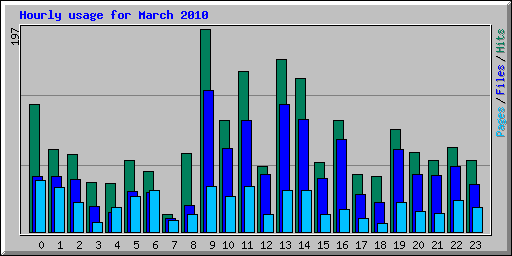 Hourly usage for March 2010
197
Pages / Files / Hits
0 1 2 3 4 5 6 7 8 9 10 11 12 13 14 15 16 17 18 19 20 21 22 23